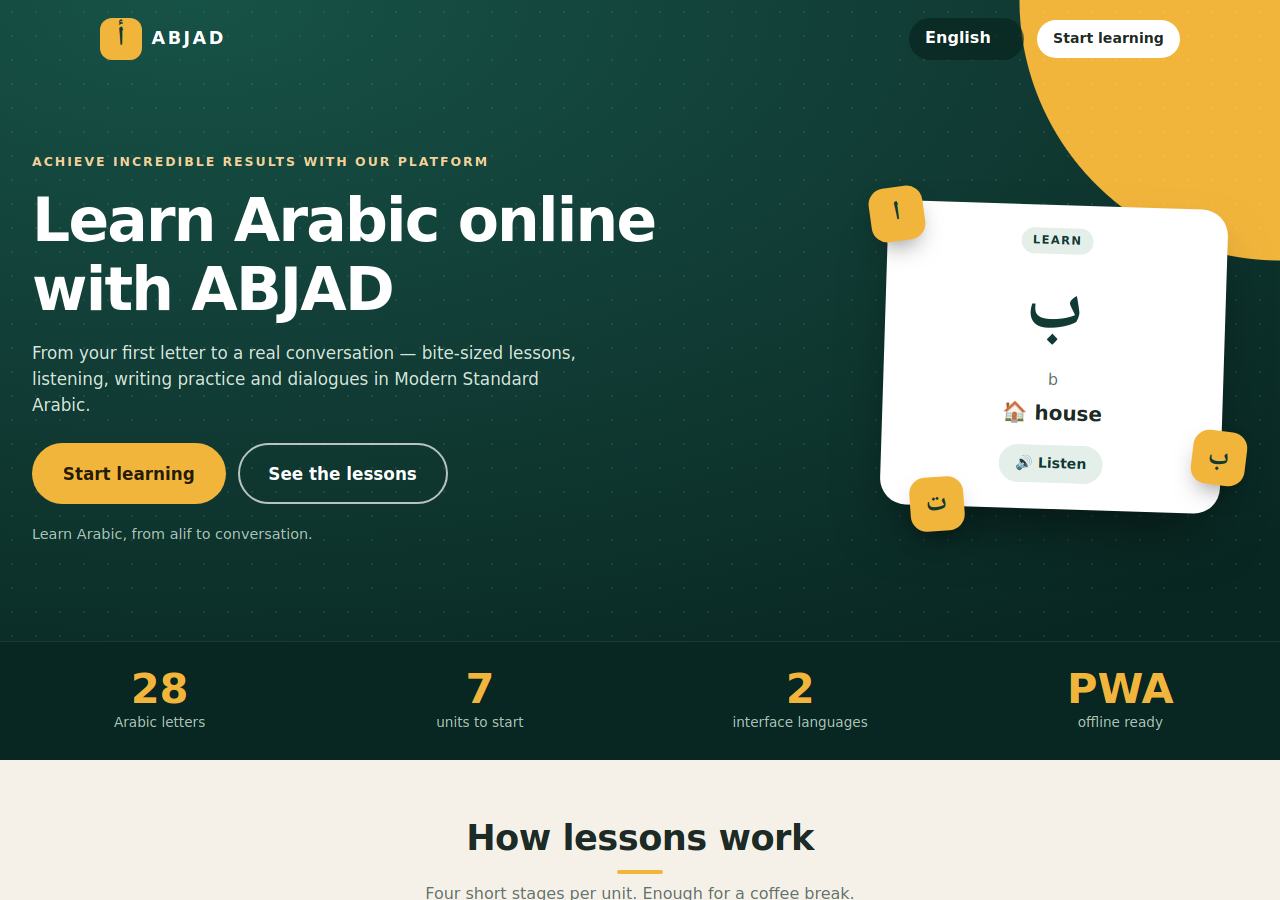 أ ABJAD
English
Start learning
ACHIEVE INCREDIBLE RESULTS WITH OUR PLATFORM
Learn Arabic online
with ABJAD
From your first letter to a real conversation — bite-sized lessons,
listening, writing practice and dialogues in Modern Standard
Arabic.
Start learning
See the lessons
Learn Arabic, from alif to conversation.
أ
LEARN
ب
b
🏠 house
🔊 Listen
ب
ت
28
Arabic letters
7
units to start
2
interface languages
PWA
offline ready
How lessons work
Four short stages per unit. Enough for a coffee break.